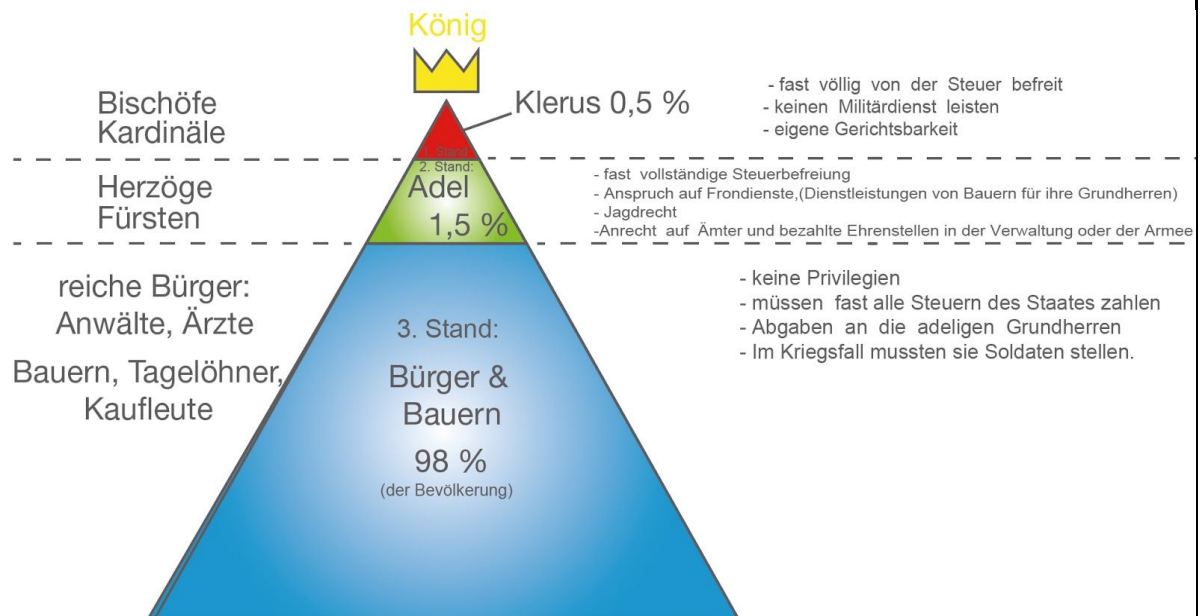 König
Bischöfe
Kardinäle
Klerus 0,5 %
- fast völlig von der Steuer befreit
- keinen Militärdienst leisten
- eigene Gerichtsbarkeit
1. Stand
Herzöge
Fürsten
2. Stand:
Adel
1,5 %
- fast vollständige Steuerbefreiung
- Anspruch auf Frondienste,(Dienstleistungen von Bauern für ihre Grundherren)
- Jagdrecht
-Anrecht auf Ämter und bezahlte Ehrenstellen in der Verwaltung oder der Armee
reiche Bürger:
Anwälte, Ärzte
Bauern, Tagelöhner,
Kaufleute
3. Stand:
Bürger &
Bauern
98 %
(der Bevölkerung)
- keine Privilegien
- müssen fast alle Steuern des Staates zahlen
- Abgaben an die adeligen Grundherren
- Im Kriegsfall mussten sie Soldaten stellen.